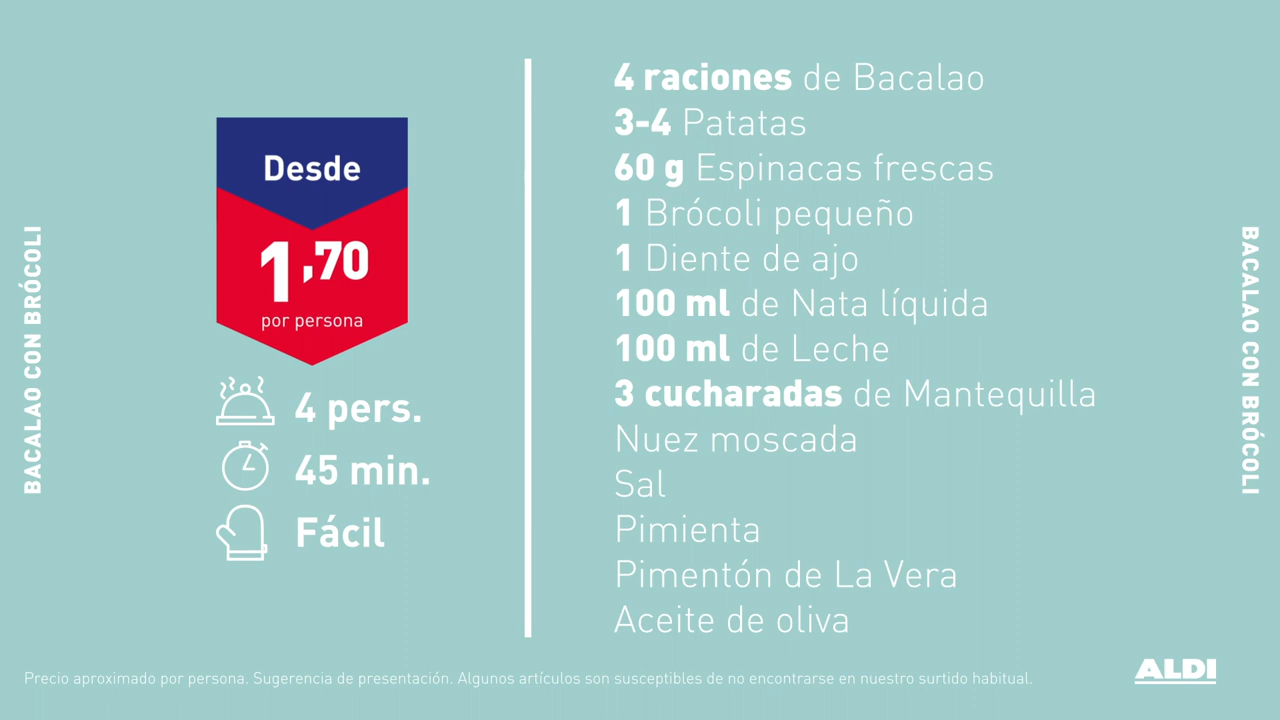 BACALAO CON BRÓCOLI
Desde
1,70
por persona
4 pers.
45 min.
Fácil
4 raciones de Bacalao
3-4 Patatas
60 g Espinacas frescas
1 Brócoli pequeño
1 Diente de ajo
100 ml de Nata líquida
100 ml de Leche
3 cucharadas de Mantequilla
Nuez moscada
Sal
Pimienta
Pimentón de La Vera
Aceite de oliva
BACALAO CON BRÓCOLI
Precio aproximado por persona. Sugerencia de presentación. Algunos artículos son susceptibles de no encontrarse en nuestro surtido habitual.
ALDI